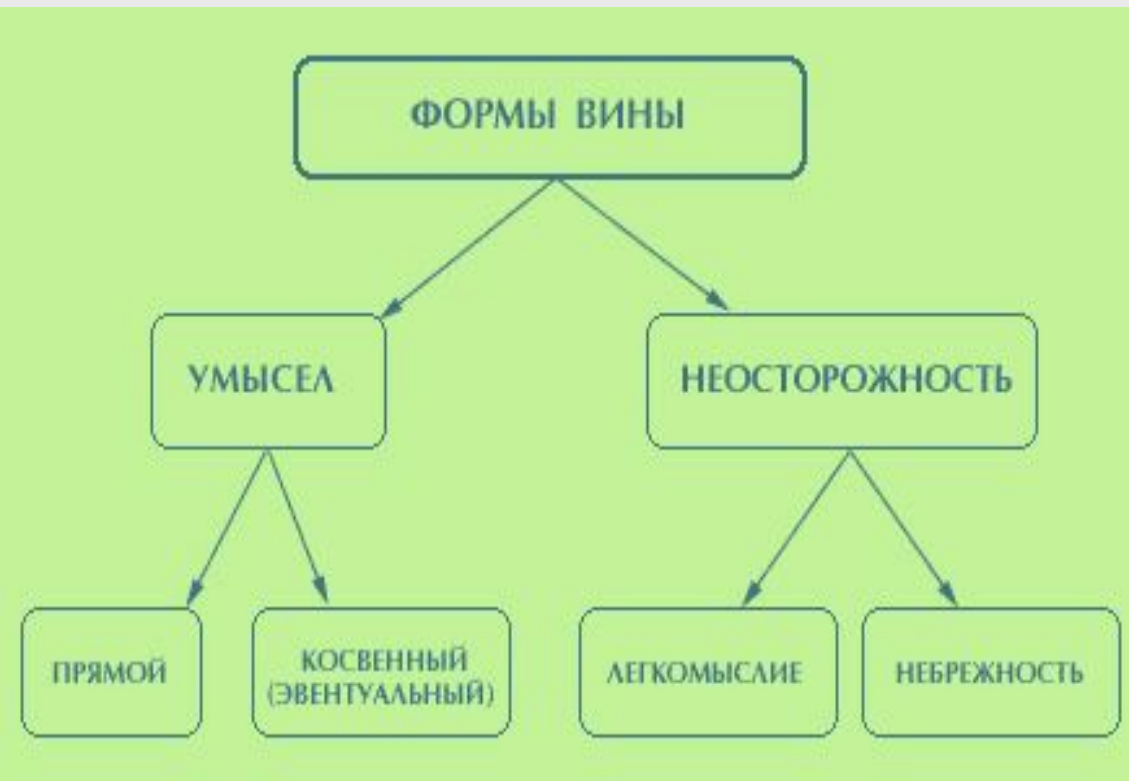 ФОРМЫ ВИНЫ
УМЫСЕЛ
НЕОСТОРОЖНОСТЬ
ПРЯМОЙ
КОСВЕННЫЙ
(ЭВЕНТУАЛЬНЫЙ)
ЛЕГКОМЫСЛИЕ
НЕБРЕЖНОСТЬ